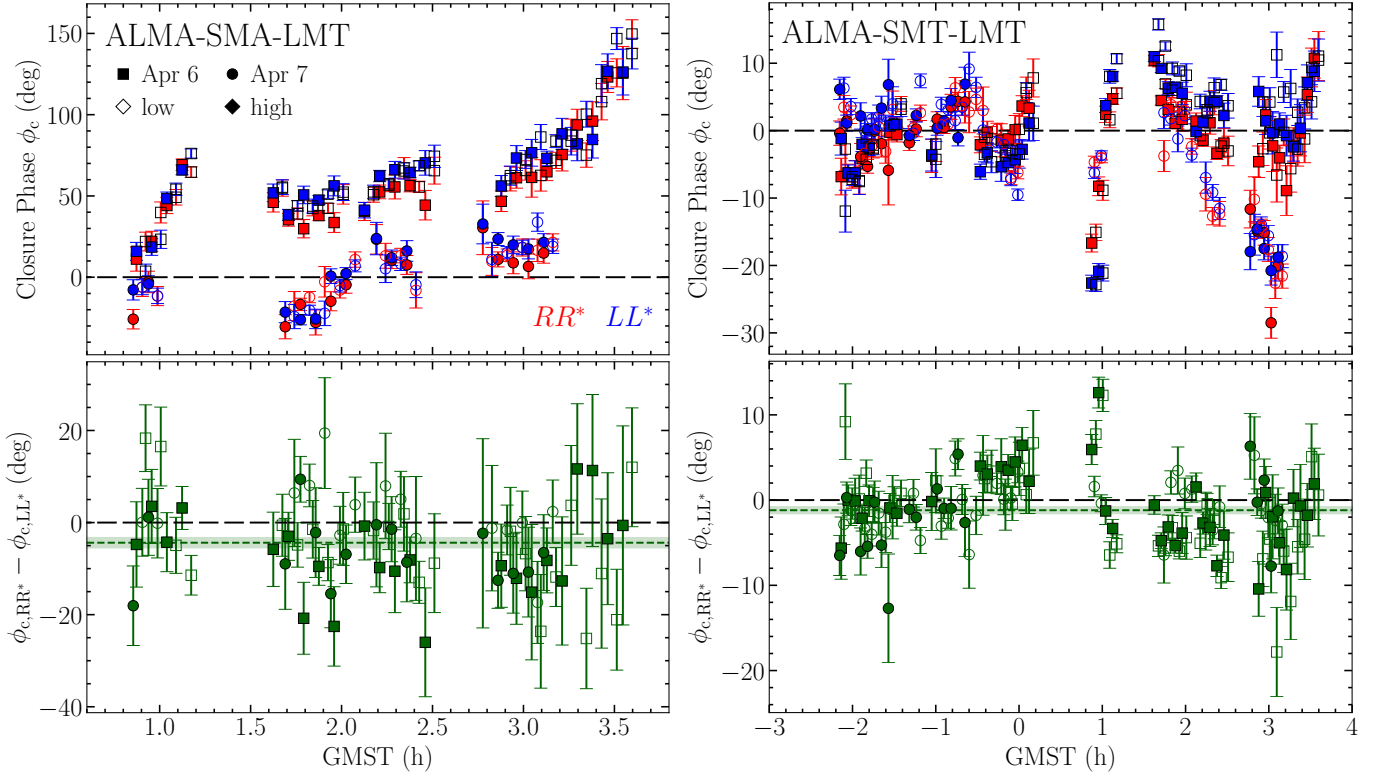 ALMA-SMA-LMT
Apr 6
Apr 7
low
high
RR* LL*
Closure Phase ϕc (deg)
150
100
50
0
ALMA-SMT-LMT
Closure Phase ϕc (deg)
10
0
−10
−20
−30
ϕc,RR* − ϕc,LL* (deg)
20
0
−20
−40
1.0
1.5
2.0
2.5
3.0
3.5
GMST (h)
ϕc,RR* − ϕc,LL* (deg)
10
0
−10
−20
−3
−2
−1
0
1
2
3
4
GMST (h)